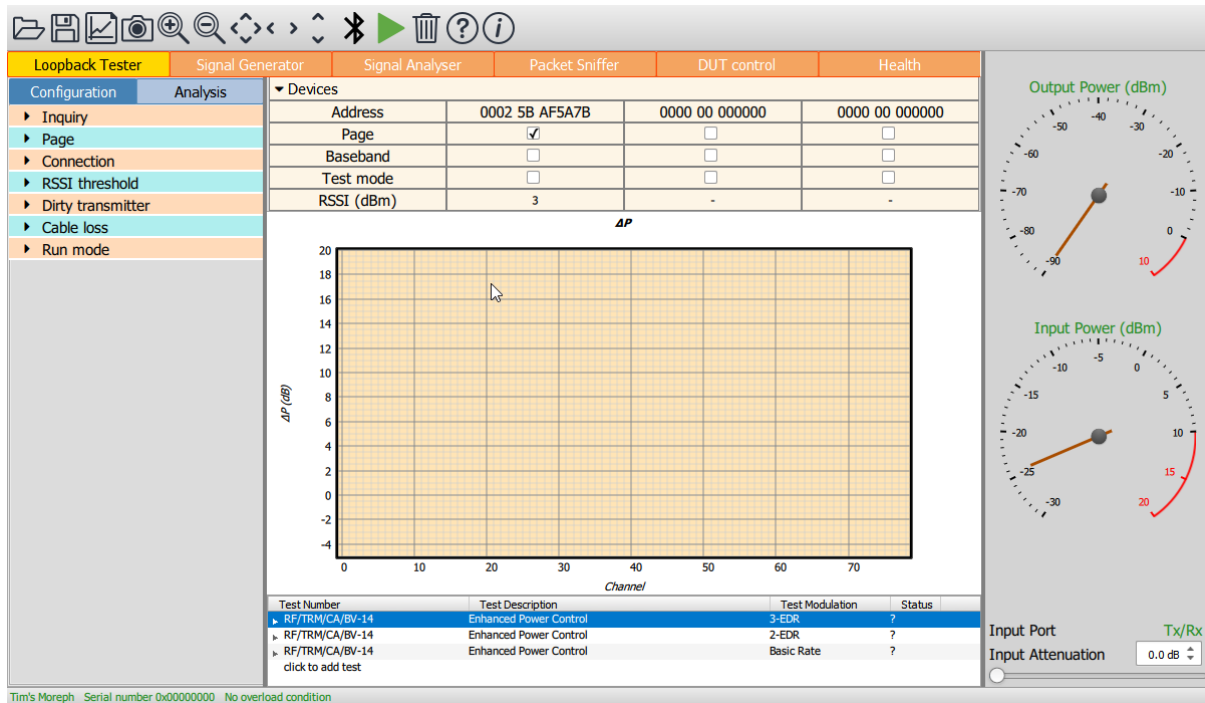 Loopback Tester Signal Generator Signal Analyser Packet Sniffer DUT control Health
Configuration Analysis
Inquiry
Page
Connection
RSSI threshold
Dirty transmitter
Cable loss
Run mode
Devices
Address 0002 5B AF5A7B 0000 00 000000 0000 00 000000
Page
Baseband
Test mode
RSSI (dBm) 3 - -
ΔP
20
18
16
14
12
10
8
6
4
2
0
-2
-4
ΔP (dB)
0 10 20 30 40 50 60 70
Channel
Test Number Test Description Test Modulation Status
RF/TRM/CA/BV-14 Enhanced Power Control 3-EDR ?
RF/TRM/CA/BV-14 Enhanced Power Control 2-EDR ?
RF/TRM/CA/BV-14 Enhanced Power Control Basic Rate ?
click to add test
Output Power (dBm)
-90 -80 -70 -60 -50 -40 -30 -20 -10 0 10
Input Power (dBm)
-30 -25 -20 -15 -10 -5 0 5 10 15 20
Input Port Tx/Rx
Input Attenuation 0.0 dB
Tim's Moreph Serial number 0x00000000 No overload condition